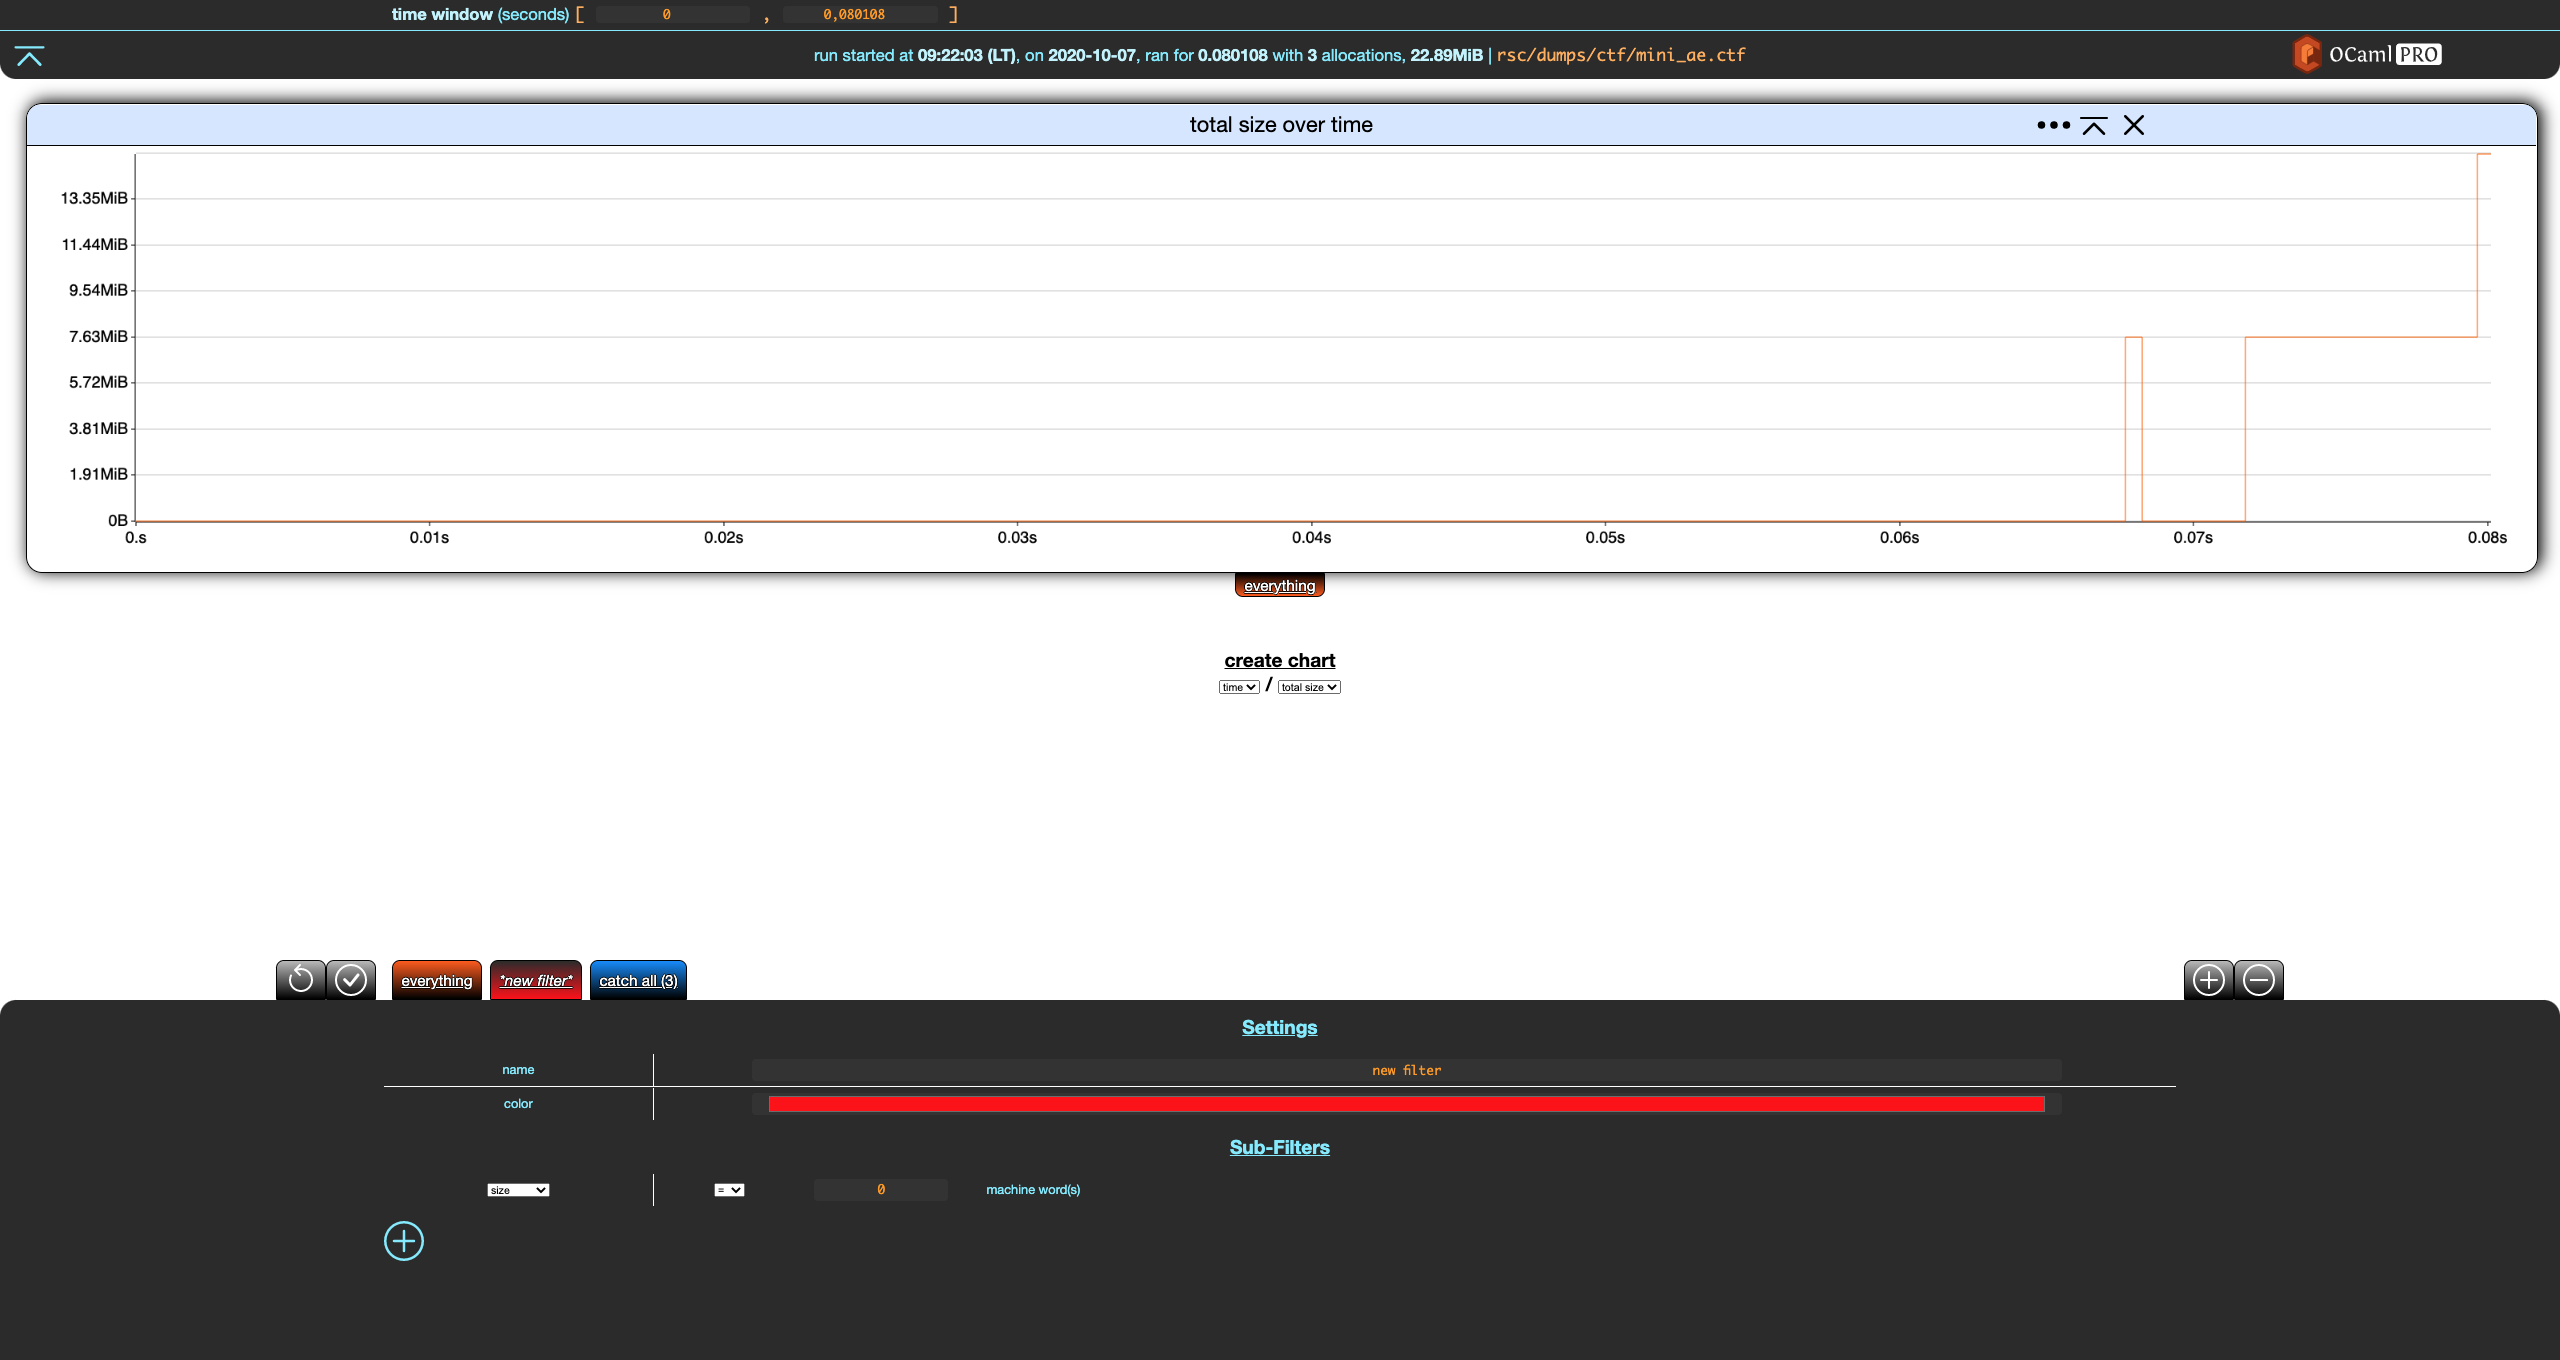 time window (seconds) [ 0 , 0,080108 ]
run started at 09:22:03 (LT), on 2020-10-07, ran for 0.080108 with 3 allocations, 22.89MiB | rsc/dumps/ctf/mini_ae.ctf
OCaml PRO
total size over time
13.35MiB
11.44MiB
9.54MiB
7.63MiB
5.72MiB
3.81MiB
1.91MiB
0B
0.s 0.01s 0.02s 0.03s 0.04s 0.05s 0.06s 0.07s 0.08s
everything
create chart
time / total size
everything *new filter* catch all (3)
Settings
name new filter
color
Sub-Filters
size = 0 machine word(s)